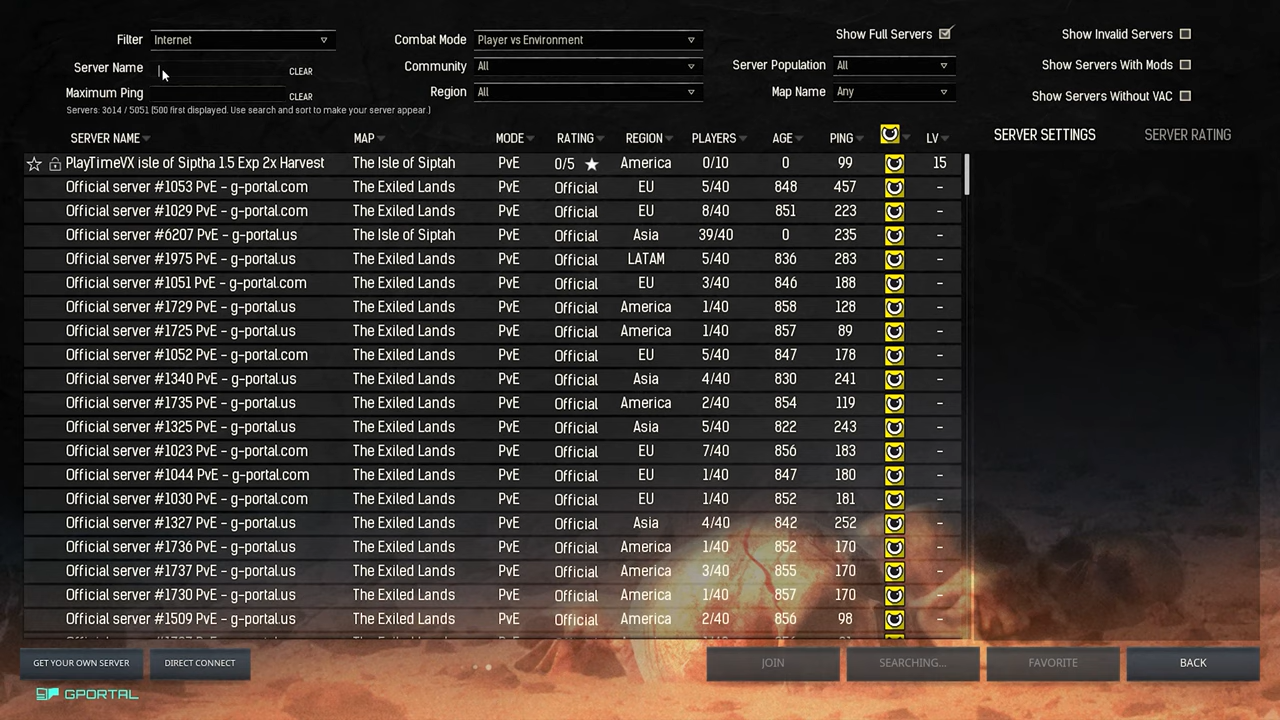 Filter Internet Combat Mode Player vs Environment Show Full Servers Show Invalid Servers
Server Name CLEAR Community All Server Population All Show Servers With Mods
Maximum Ping CLEAR Region All Map Name Any Show Servers Without VAC
Servers: 3614 / 5051 (500 first displayed. Use search and sort to make your server appear.)
SERVER NAME MAP MODE RATING REGION PLAYERS AGE PING LV SERVER SETTINGS SERVER RATING
PlayTimeVX isle of Siptha 1.5 Exp 2x Harvest The Isle of Siptah PvE 0/5 America 0/10 0 99 15
Official server #1053 PvE - g-portal.com The Exiled Lands PvE Official EU 5/40 848 457 -
Official server #1029 PvE - g-portal.com The Exiled Lands PvE Official EU 8/40 851 223 -
Official server #6207 PvE - g-portal.us The Isle of Siptah PvE Official Asia 39/40 0 235 -
Official server #1975 PvE - g-portal.us The Exiled Lands PvE Official LATAM 5/40 836 283 -
Official server #1051 PvE - g-portal.com The Exiled Lands PvE Official EU 3/40 846 188 -
Official server #1729 PvE - g-portal.us The Exiled Lands PvE Official America 1/40 858 128 -
Official server #1725 PvE - g-portal.us The Exiled Lands PvE Official America 1/40 857 89 -
Official server #1052 PvE - g-portal.com The Exiled Lands PvE Official EU 5/40 847 178 -
Official server #1340 PvE - g-portal.us The Exiled Lands PvE Official Asia 4/40 830 241 -
Official server #1735 PvE - g-portal.us The Exiled Lands PvE Official America 2/40 854 119 -
Official server #1325 PvE - g-portal.us The Exiled Lands PvE Official Asia 5/40 822 243 -
Official server #1023 PvE - g-portal.com The Exiled Lands PvE Official EU 7/40 856 183 -
Official server #1044 PvE - g-portal.com The Exiled Lands PvE Official EU 1/40 847 180 -
Official server #1030 PvE - g-portal.com The Exiled Lands PvE Official EU 1/40 852 181 -
Official server #1327 PvE - g-portal.us The Exiled Lands PvE Official Asia 4/40 842 252 -
Official server #1736 PvE - g-portal.us The Exiled Lands PvE Official America 1/40 852 170 -
Official server #1737 PvE - g-portal.us The Exiled Lands PvE Official America 3/40 855 170 -
Official server #1730 PvE - g-portal.us The Exiled Lands PvE Official America 1/40 857 170 -
Official server #1509 PvE - g-portal.us The Exiled Lands PvE Official America 2/40 856 98 -
GET YOUR OWN SERVER DIRECT CONNECT JOIN SEARCHING... FAVORITE BACK
GPORTAL